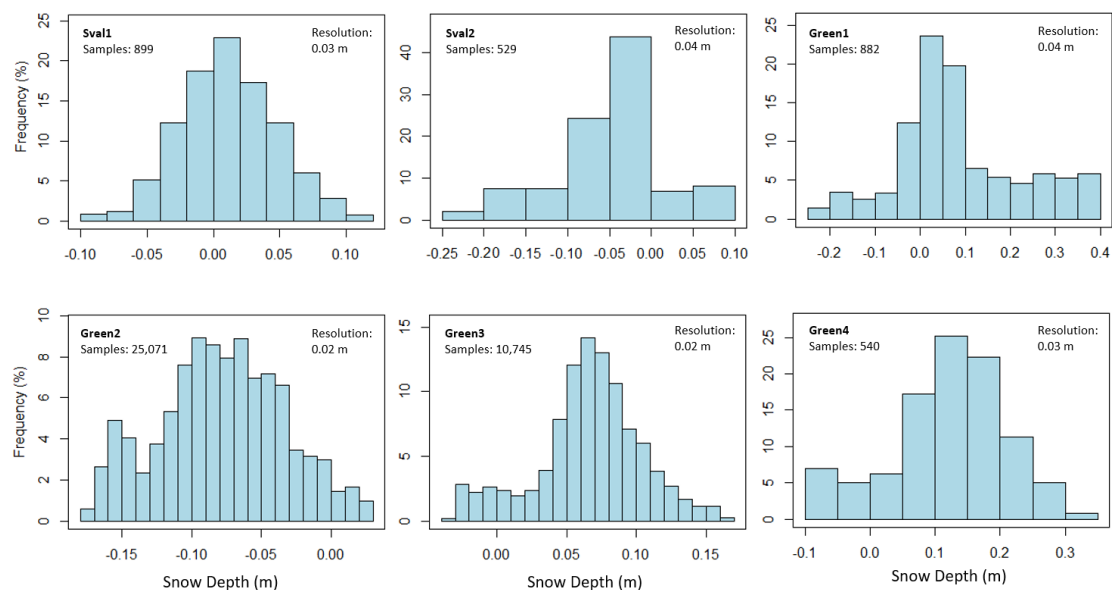 Sval1
Samples: 899
Resolution:
0.03 m
Frequency (%)
0
5
10
15
20
25
-0.10
-0.05
0.00
0.05
0.10
Sval2
Samples: 529
Resolution:
0.04 m
0
10
20
30
40
-0.25
-0.20
-0.15
-0.10
-0.05
0.00
0.05
0.10
Green1
Samples: 882
Resolution:
0.04 m
0
5
10
15
20
25
-0.2
-0.1
0.0
0.1
0.2
0.3
0.4
Green2
Samples: 25,071
Resolution:
0.02 m
Frequency (%)
0
2
4
6
8
10
-0.15
-0.10
-0.05
0.00
Snow Depth (m)
Green3
Samples: 10,745
Resolution:
0.02 m
0
5
10
15
0.00
0.05
0.10
0.15
Snow Depth (m)
Green4
Samples: 540
Resolution:
0.03 m
0
5
10
15
20
25
-0.1
0.0
0.1
0.2
0.3
Snow Depth (m)